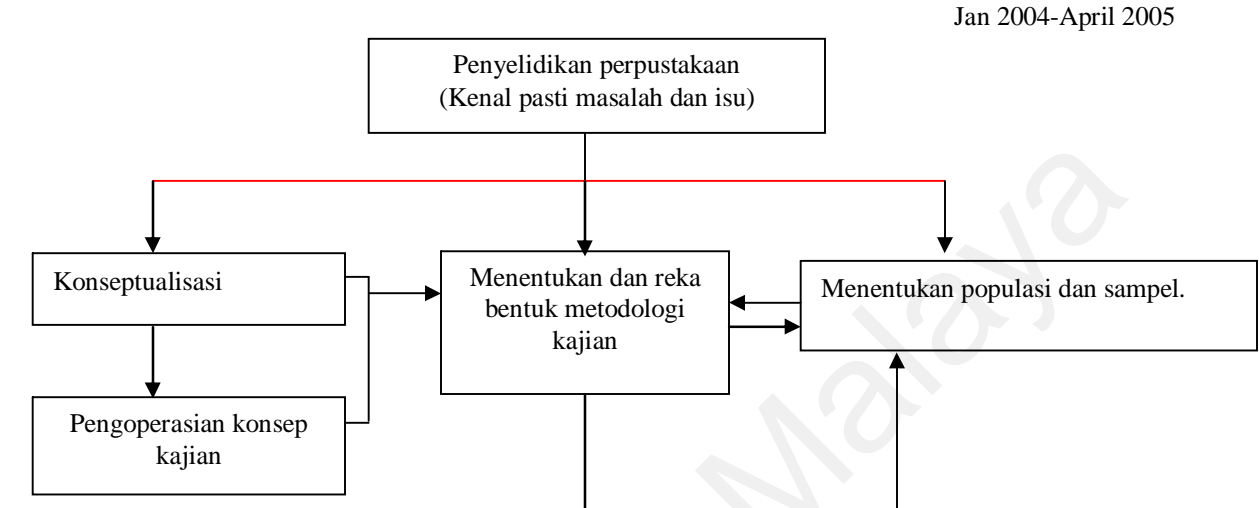 Jan 2004-April 2005
Penyelidikan perpustakaan
(Kenal pasti masalah dan isu)
Konseptualisasi
Menentukan dan reka
bentuk metodologi
kajian
Menentukan populasi dan sampel.
Pengoperasian konsep
kajian
Malaya